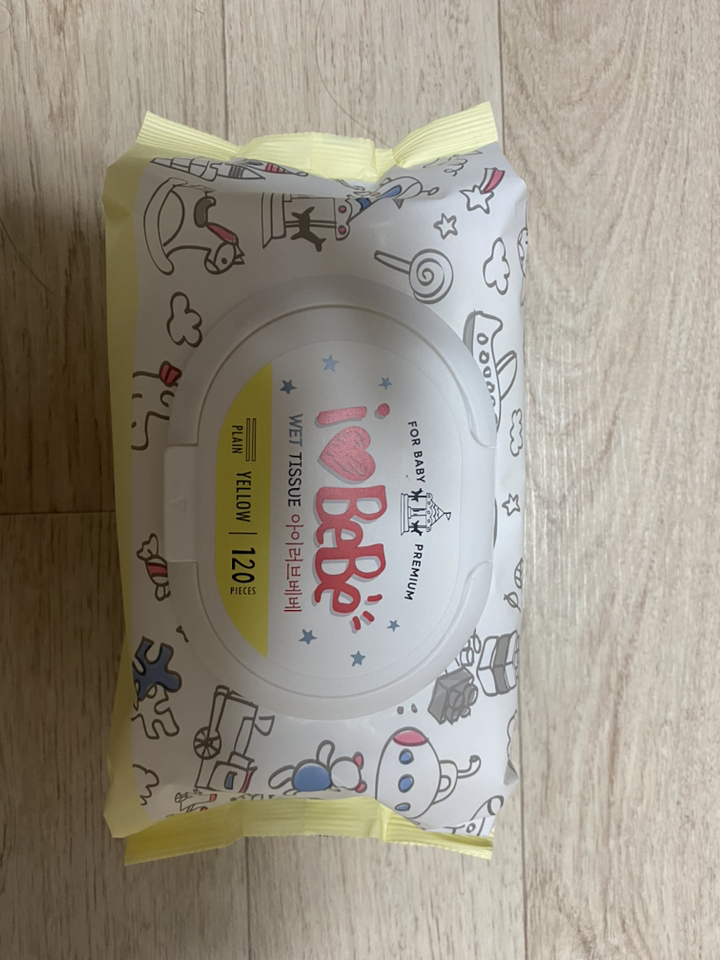 FOR BABY PREMIUM
i BeBe
WET TISSUE 아이러브베베
PLAIN YELLOW | 120 PIECES